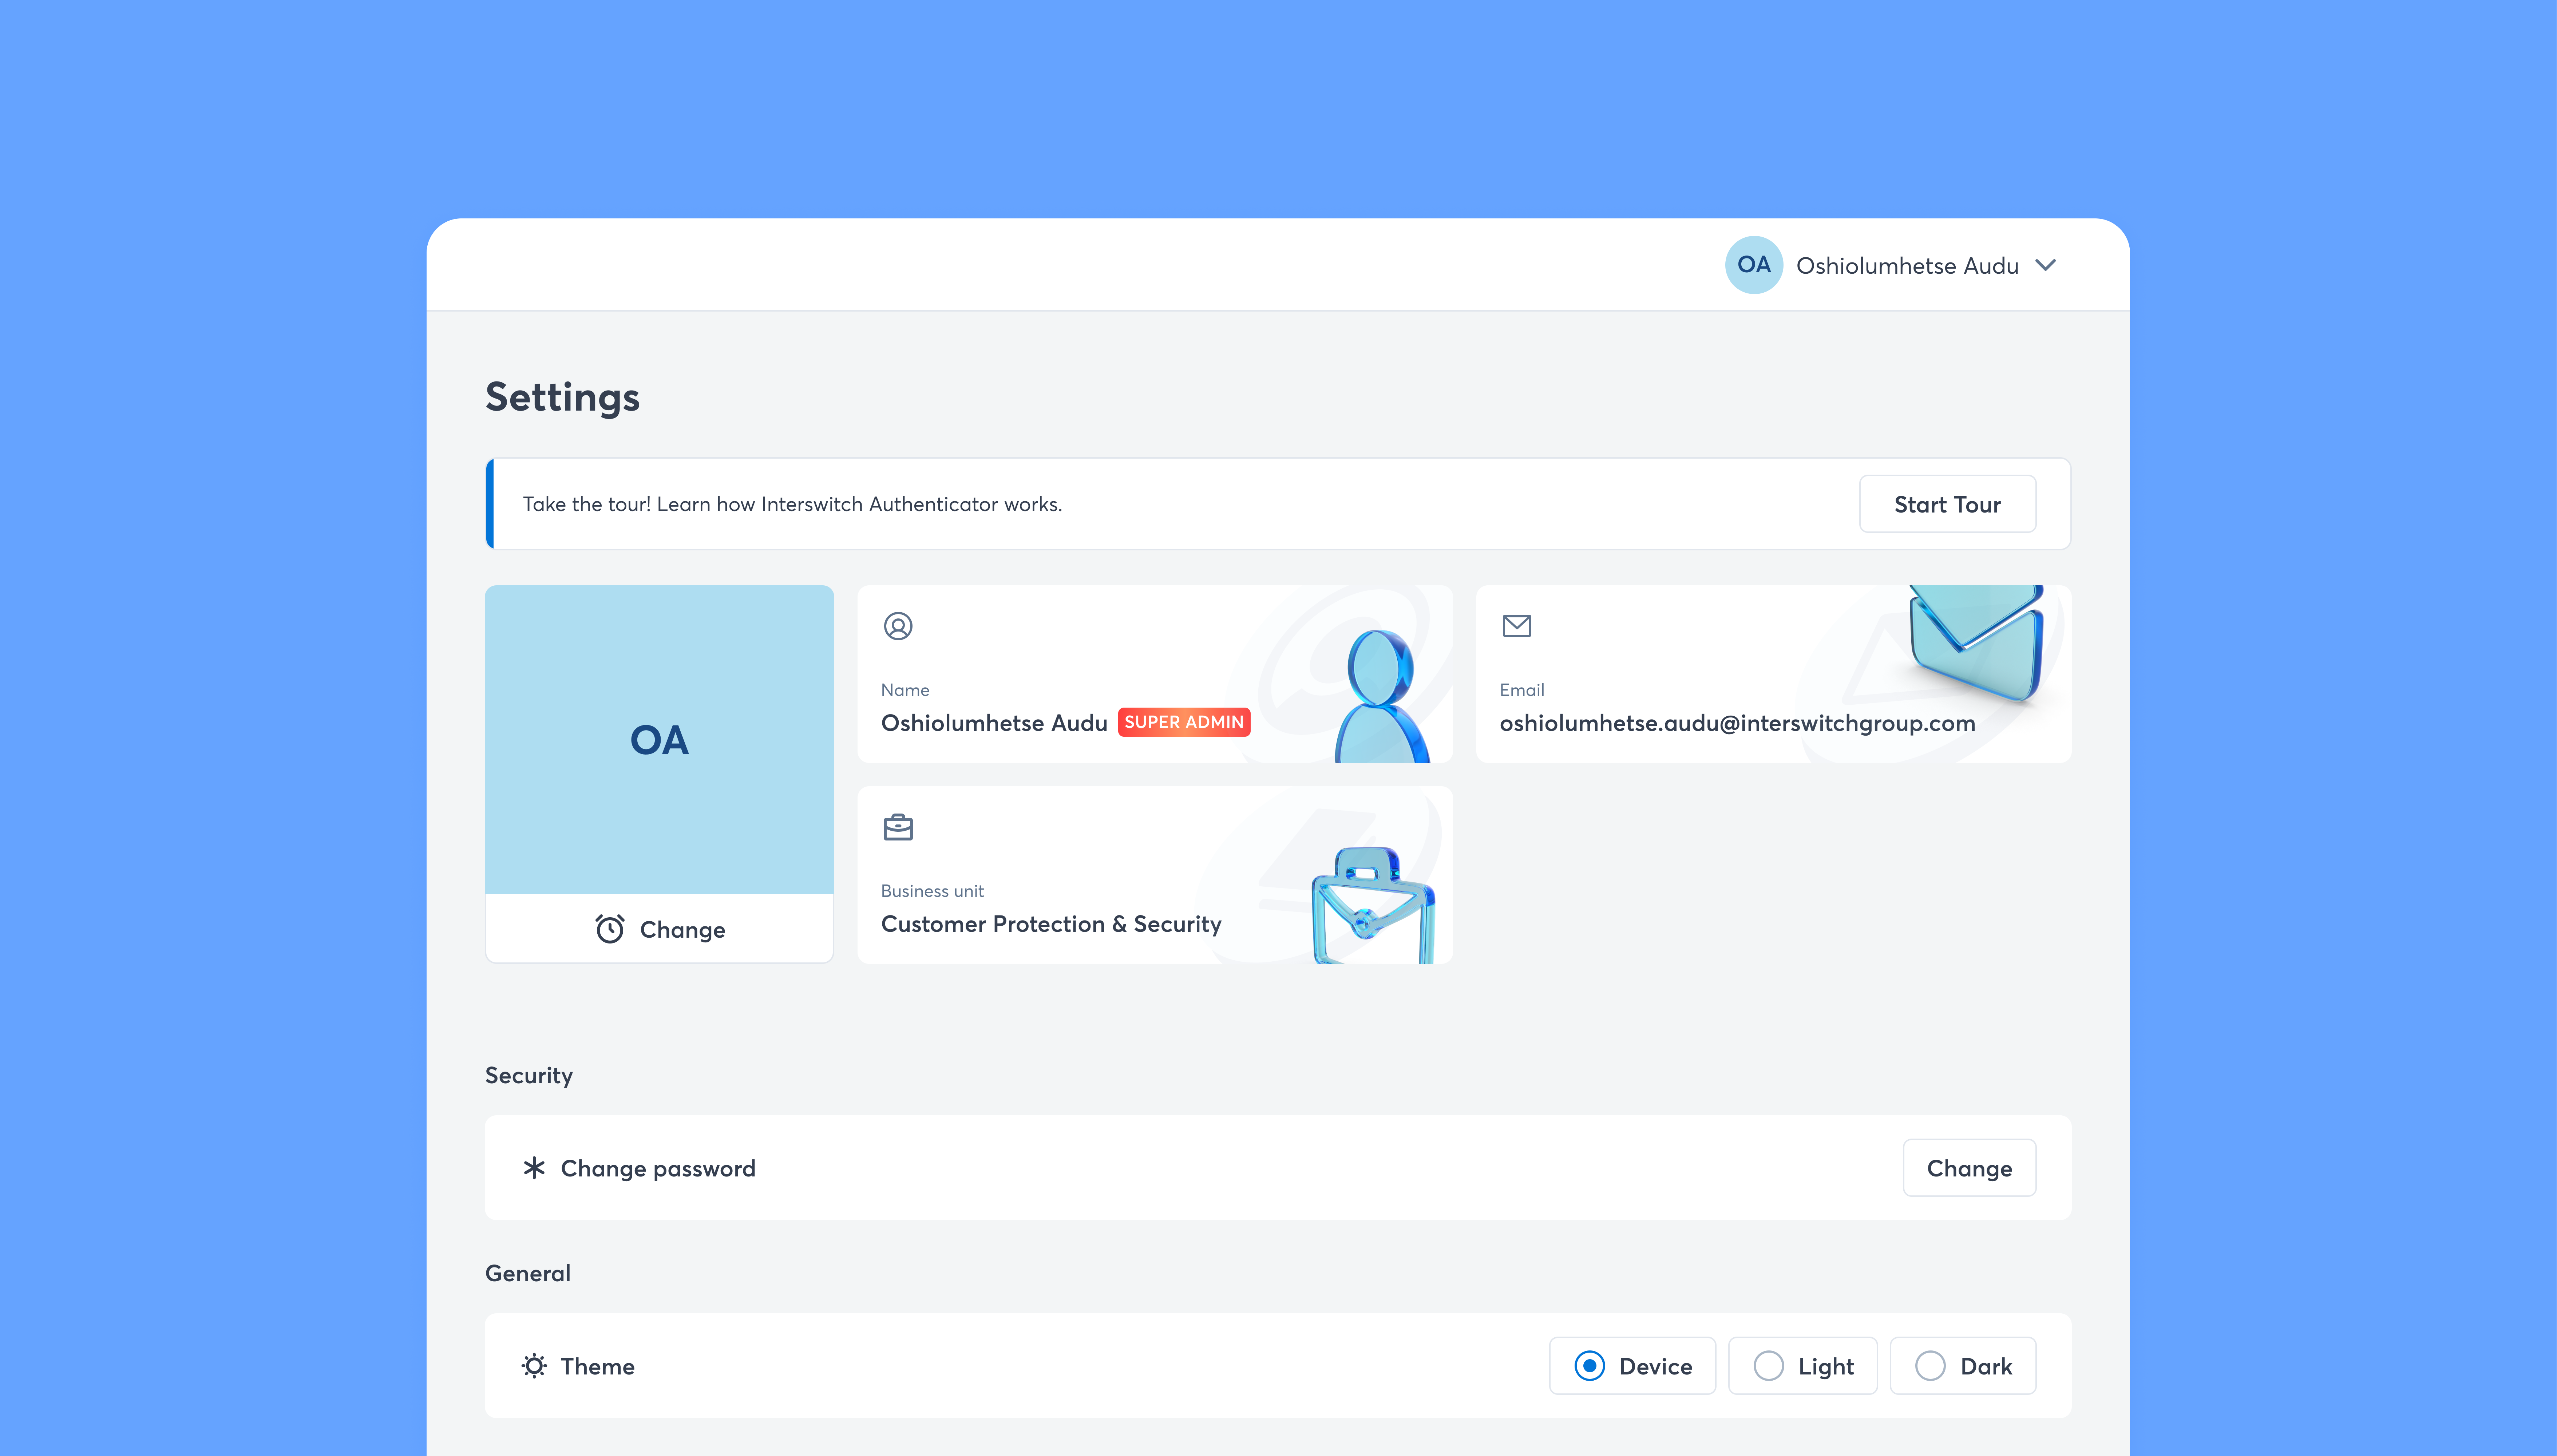 OA Oshiolumhetse Audu
Settings
Take the tour! Learn how Interswitch Authenticator works.
Start Tour
OA
Change
Name
Oshiolumhetse Audu SUPER ADMIN
Email
oshiolumhetse.audu@interswitchgroup.com
Business unit
Customer Protection & Security
Security
Change password
Change
General
Theme
Device
Light
Dark